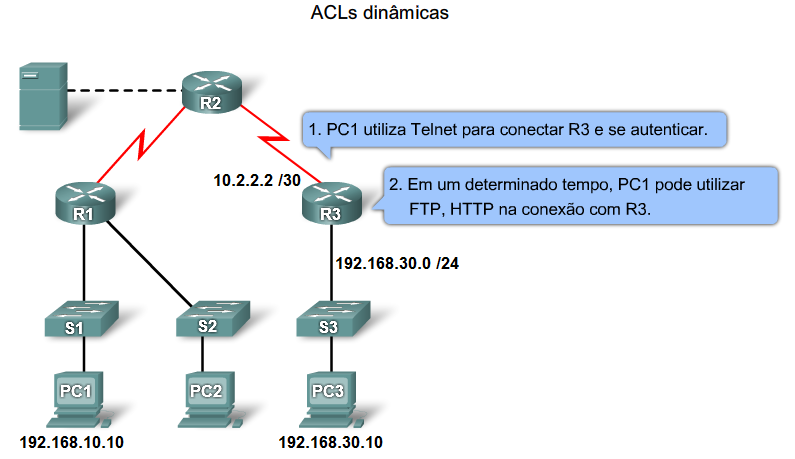 ACLs dinâmicas
R2
1. PC1 utiliza Telnet para conectar R3 e se autenticar.
10.2.2.2 /30
2. Em um determinado tempo, PC1 pode utilizar
FTP, HTTP na conexão com R3.
R1
R3
192.168.30.0 /24
S1
S2
S3
PC1
PC2
PC3
192.168.10.10
192.168.30.10